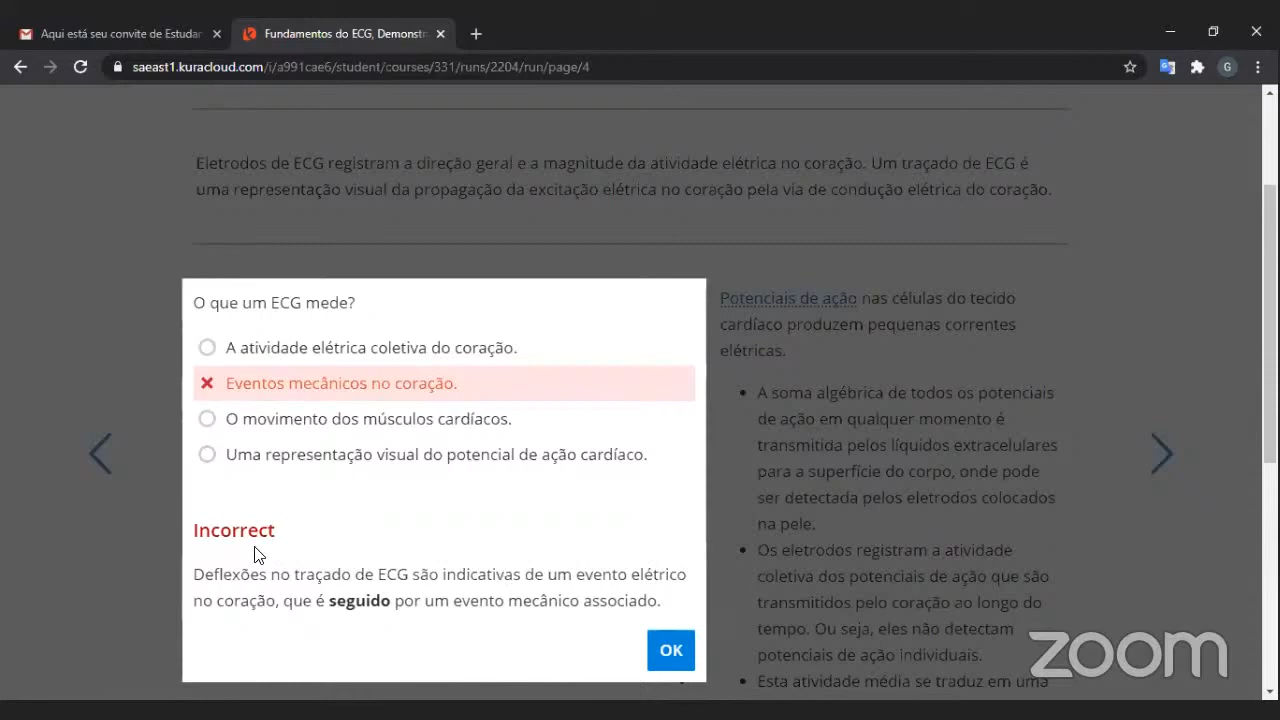 Aqui está seu convite de Estudar
Fundamentos do ECG, Demonstr
saeast1.kuracloud.com/i/a991cae6/student/courses/331/runs/2204/run/page/4
G
Eletrodos de ECG registram a direção geral e a magnitude da atividade elétrica no coração. Um traçado de ECG é
uma representação visual da propagação da excitação elétrica no coração pela via de condução elétrica do coração.
O que um ECG mede?
A atividade elétrica coletiva do coração.
Eventos mecânicos no coração.
O movimento dos músculos cardíacos.
Uma representação visual do potencial de ação cardíaco.
Incorrect
Deflexões no traçado de ECG são indicativas de um evento elétrico
no coração, que é seguido por um evento mecânico associado.
OK
Potenciais de ação nas células do tecido
cardíaco produzem pequenas correntes
elétricas.
• A soma algébrica de todos os potenciais
de ação em qualquer momento é
transmitida pelos líquidos extracelulares
para a superfície do corpo, onde pode
ser detectada pelos eletrodos colocados
na pele.
• Os eletrodos registram a atividade
coletiva dos potenciais de ação que são
transmitidos pelo coração ao longo do
tempo. Ou seja, eles não detectam
potenciais de ação individuais.
• Esta atividade média se traduz em uma
zoom